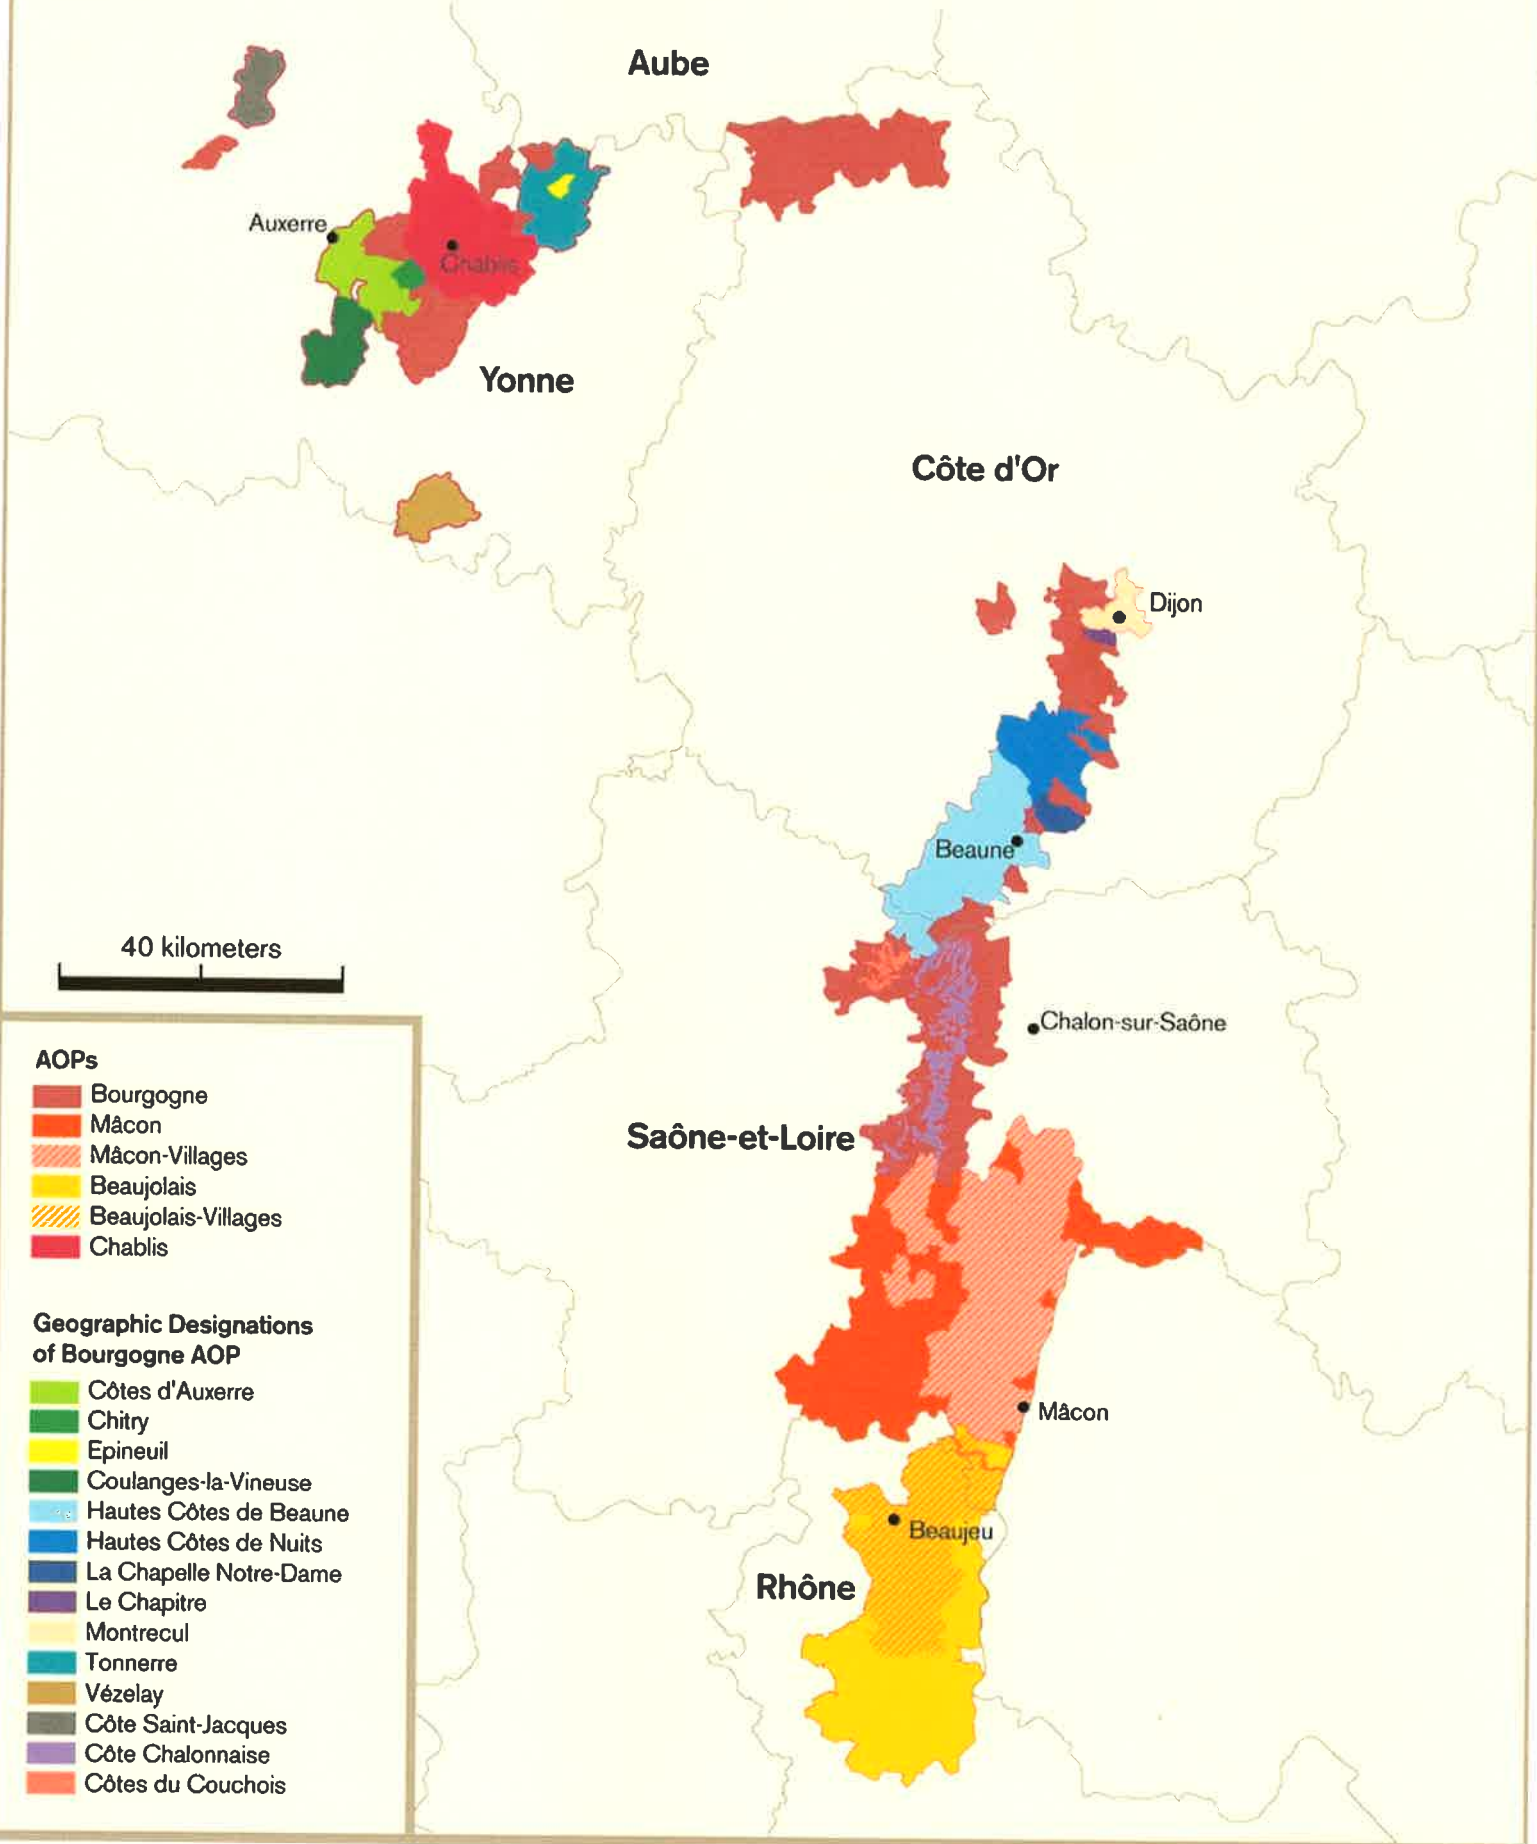 Aube
Auxerre
Chablis
Yonne
Côte d'Or
Dijon
Beaune
40 kilometers
Chalon-sur-Saône
Saône-et-Loire
Mâcon
Beaujeu
Rhône
AOPs
Bourgogne
Mâcon
Mâcon-Villages
Beaujolais
Beaujolais-Villages
Chablis
Geographic Designations
of Bourgogne AOP
Côtes d'Auxerre
Chitry
Epineuil
Coulanges-la-Vineuse
Hautes Côtes de Beaune
Hautes Côtes de Nuits
La Chapelle Notre-Dame
Le Chapitre
Montrecul
Tonnerre
Vézelay
Côte Saint-Jacques
Côte Chalonnaise
Côtes du Couchois